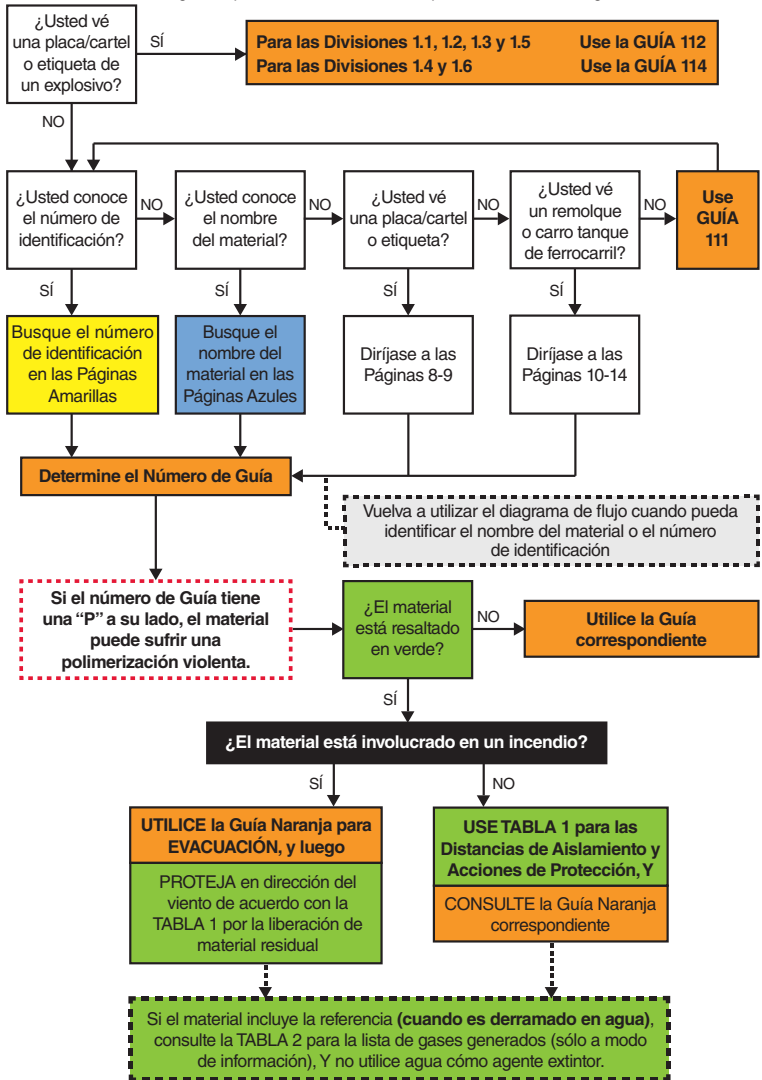 ¿Usted vé
una placa/cartel
o etiqueta de
un explosivo?
SÍ
Para las Divisiones 1.1, 1.2, 1.3 y 1.5 Use la GUÍA 112
Para las Divisiones 1.4 y 1.6 Use la GUÍA 114
NO
¿Usted conoce
el número de
identificación?
NO
¿Usted conoce
el nombre
del material?
NO
¿Usted vé
una placa/cartel
o etiqueta?
NO
¿Usted vé
un remolque
o carro tanque
de ferrocarril?
NO
Use
GUÍA
111
SÍ
SÍ
SÍ
SÍ
Busque el número
de identificación
en las Páginas
Amarillas
Busque el
nombre del
material en las
Páginas Azules
Diríjase a las
Páginas 8-9
Diríjase a las
Páginas 10-14
Determine el Número de Guía
Vuelva a utilizar el diagrama de flujo cuando pueda
identificar el nombre del material o el número
de identificación
Si el número de Guía tiene
una “P” a su lado, el material
puede sufrir una
polimerización violenta.
¿El material
está resaltado
en verde?
NO
Utilice la Guía
correspondiente
SÍ
¿El material está involucrado en un incendio?
SÍ
NO
UTILICE la Guía Naranja para
EVACUACIÓN, y luego
PROTEJA en dirección del
viento de acuerdo con la
TABLA 1 por la liberación de
material residual
USE TABLA 1 para las
Distancias de Aislamiento y
Acciones de Protección, Y
CONSULTE la Guía Naranja
correspondiente
Si el material incluye la referencia (cuando es derramado en agua),
consulte la TABLA 2 para la lista de gases generados (sólo a modo
de información), Y no utilice agua cómo agente extintor.